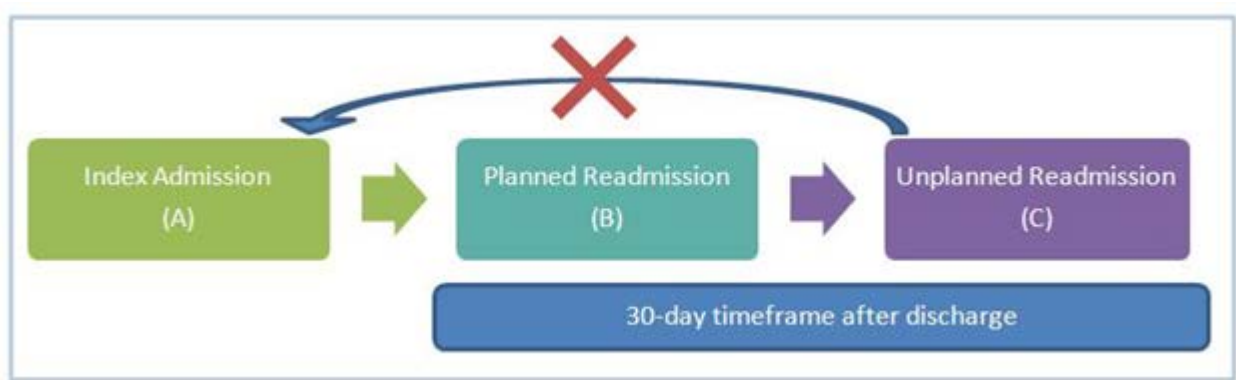 Index Admission
(A)
Planned Readmission
(B)
Unplanned Readmission
(C)
30-day timeframe after discharge